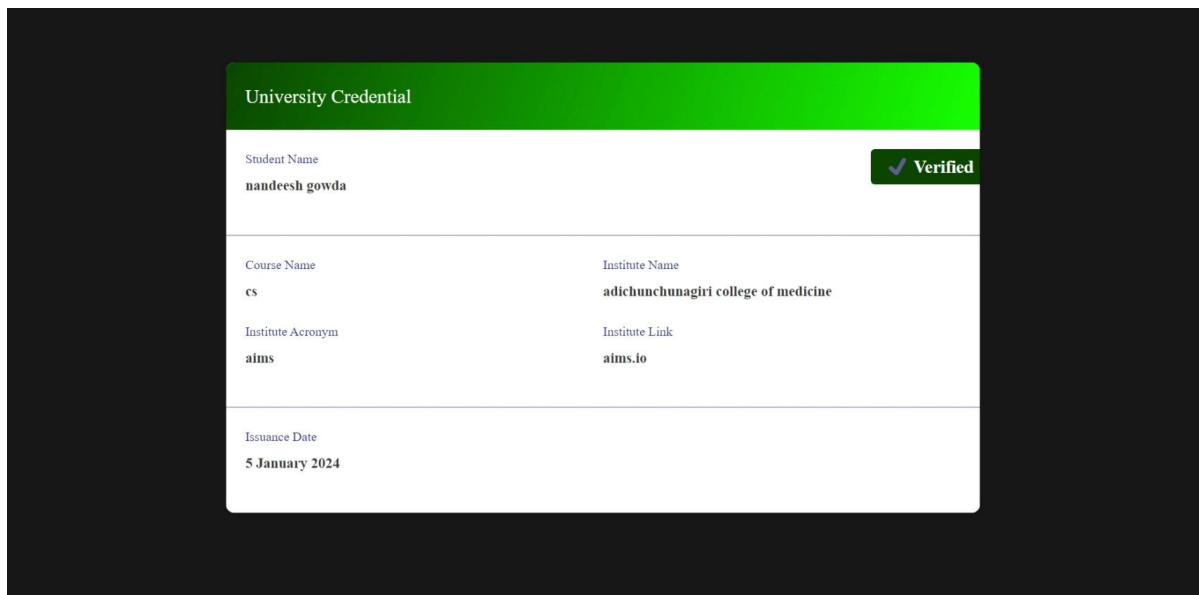 University Credential
Student Name
nandeesh gowda
Verified
Course Name
cs
Institute Name
adichunchunagiri college of medicine
Institute Acronym
aims
Institute Link
aims.io
Issuance Date
5 January 2024